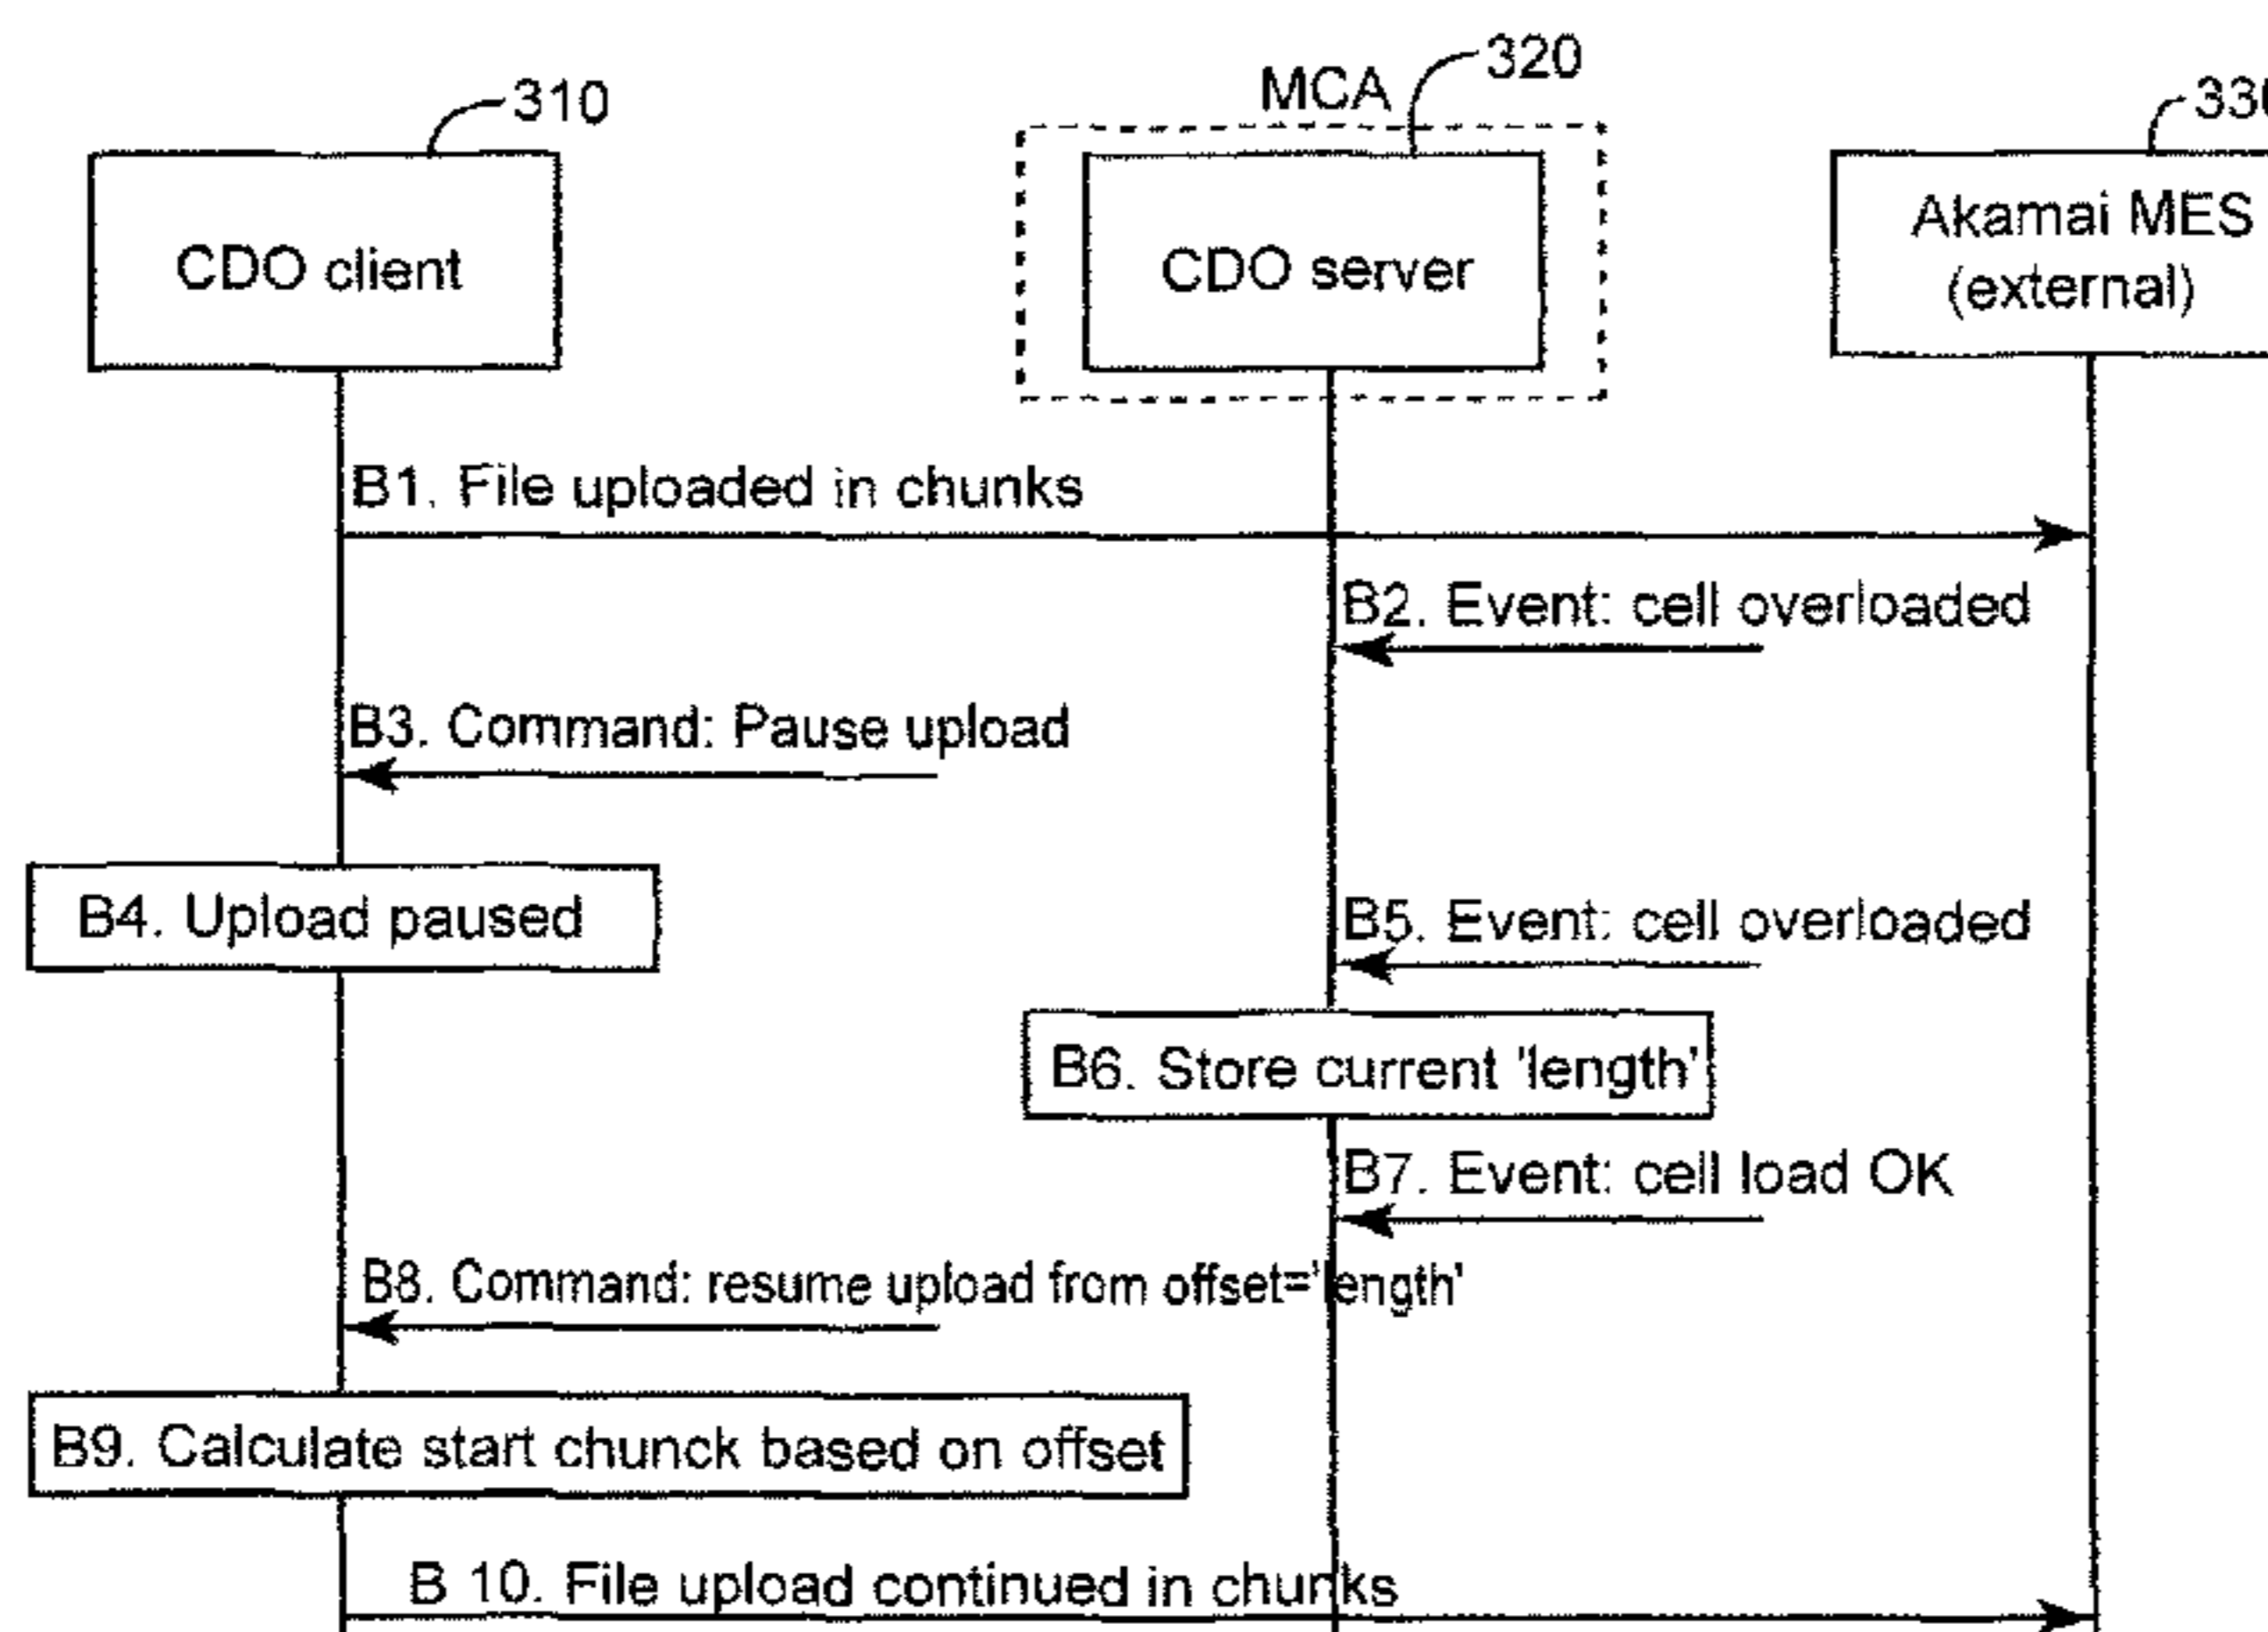 310
MCA
320
330
CDO client
CDO server
Akamai MES
(external)
B1. File uploaded in chunks
B2. Event: cell overloaded
B3. Command: Pause upload
B4. Upload paused
B5. Event: cell overloaded
B6. Store current 'length'
B7. Event: cell load OK
B8. Command: resume upload from offset='length'
B9. Calculate start chunck based on offset
B 10. File upload continued in chunks